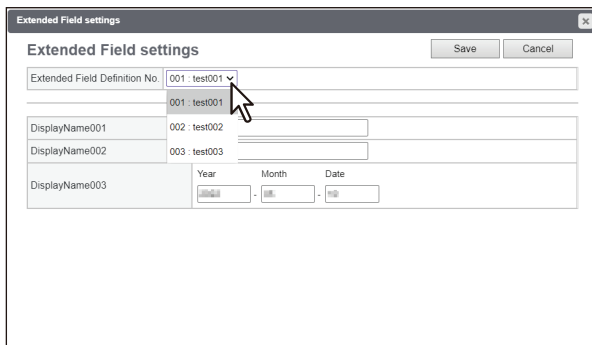 Extended Field settings
Extended Field settings
Save
Cancel
Extended Field Definition No.
001 : test001
001 : test001
002 : test002
003 : test003
DisplayName001
DisplayName002
DisplayName003
Year Month Date
- -